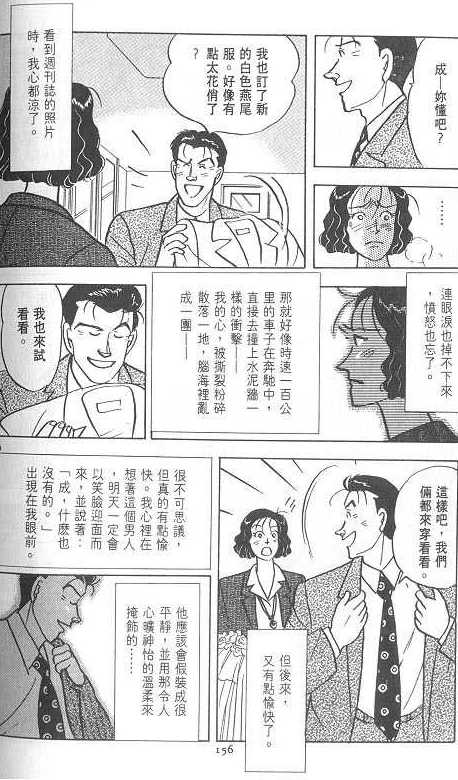 成—妳懂吧？
我也訂了新
的白色燕尾
服。好像有
點太花俏了
？
看到週刊誌的照片
時，我心都涼了。
……
連眼淚也掉不下來
，憤怒也忘了。
那就好像時速一百公
里的車子在奔馳中，
直接去撞上水泥牆一
樣的衝擊——
我的心，被撕裂粉碎
散落一地，腦海裡亂
成一團——
我也來試
看看。
這樣吧，我們
倆都來穿看看。
但後來，
又有點愉快了。
很不可思議，
但真的有點愉
快。我心裡在
想著這個男人
，明天一定會
以笑臉迎面而
來，並說著：
「成，什麽也
沒有的。」
出現在我眼前。
他應該會假裝成很
平靜，並用那令人
心曠神怡的溫柔來
掩飾的……
156